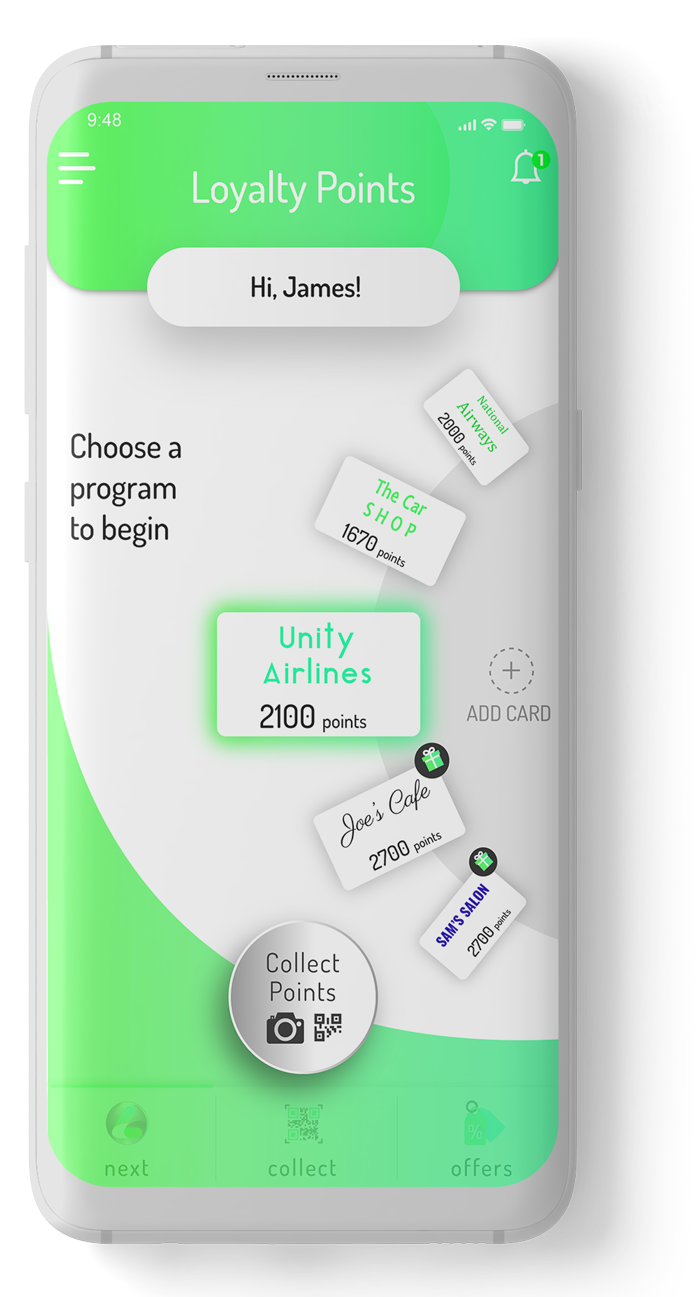 9:48
1
Loyalty Points
Hi, James!
National
Airways
2000 points
Choose a
program
to begin
The Car
SHOP
1670 points
Unity
Airlines
2100 points
ADD CARD
Joe's Cafe
2700 points
SAM'S SALON
2700 points
Collect
Points
%
next
collect
offers